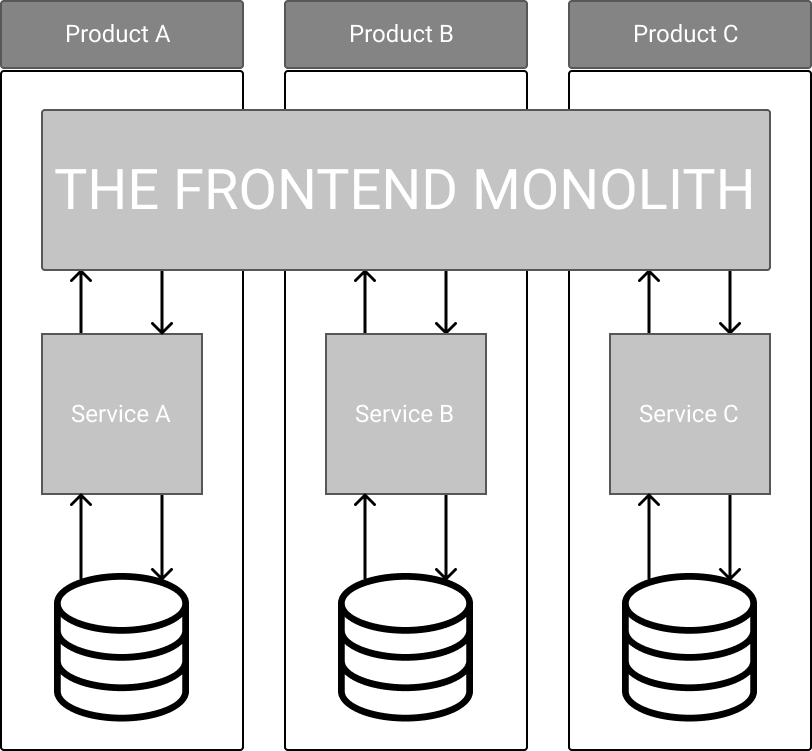 Product A
Product B
Product C
THE FRONTEND MONOLITH
Service A
Service B
Service C